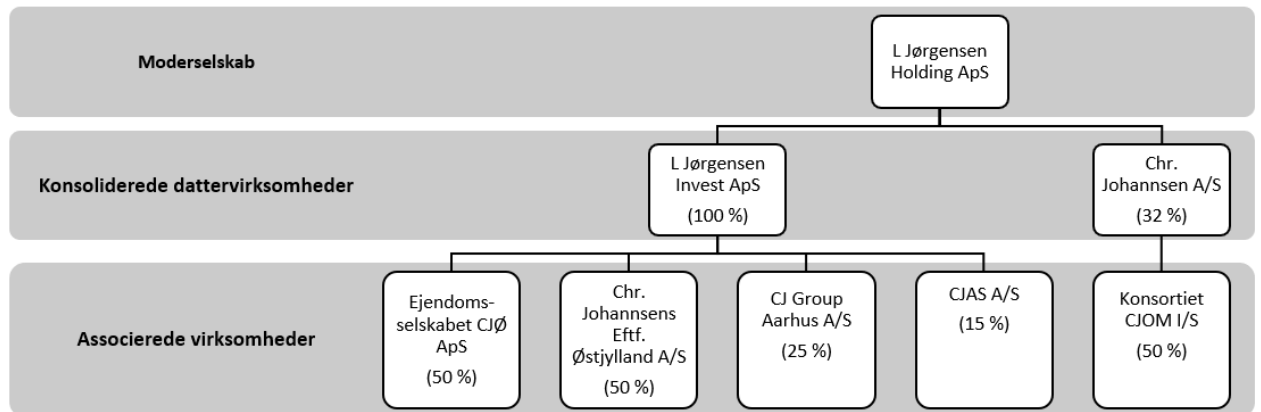 Moderselskab
L Jørgensen
Holding ApS
Konsoliderede dattervirksomheder
L Jørgensen
Invest ApS
(100 %)
Chr.
Johannsen A/S
(32 %)
Associerede virksomheder
Ejendoms-
selskabet CJØ
ApS
(50 %)
Chr.
Johannsens
Eftf.
Østjylland A/S
(50 %)
CJ Group
Aarhus A/S
(25 %)
CJAS A/S
(15 %)
Konsortiet
CJOM I/S
(50 %)